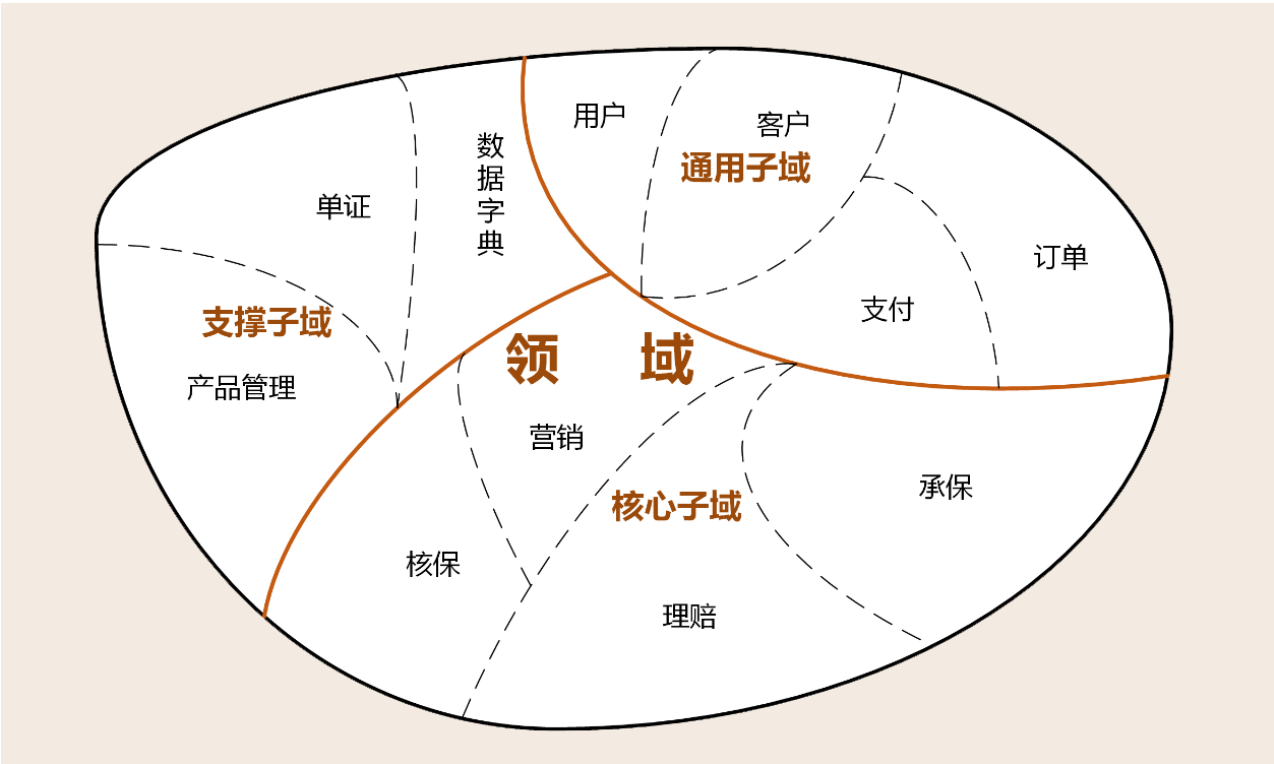 用户
客户
通用子域
数据字典
单证
订单
支付
支撑子域
产品管理
领域
营销
核心子域
承保
核保
理赔